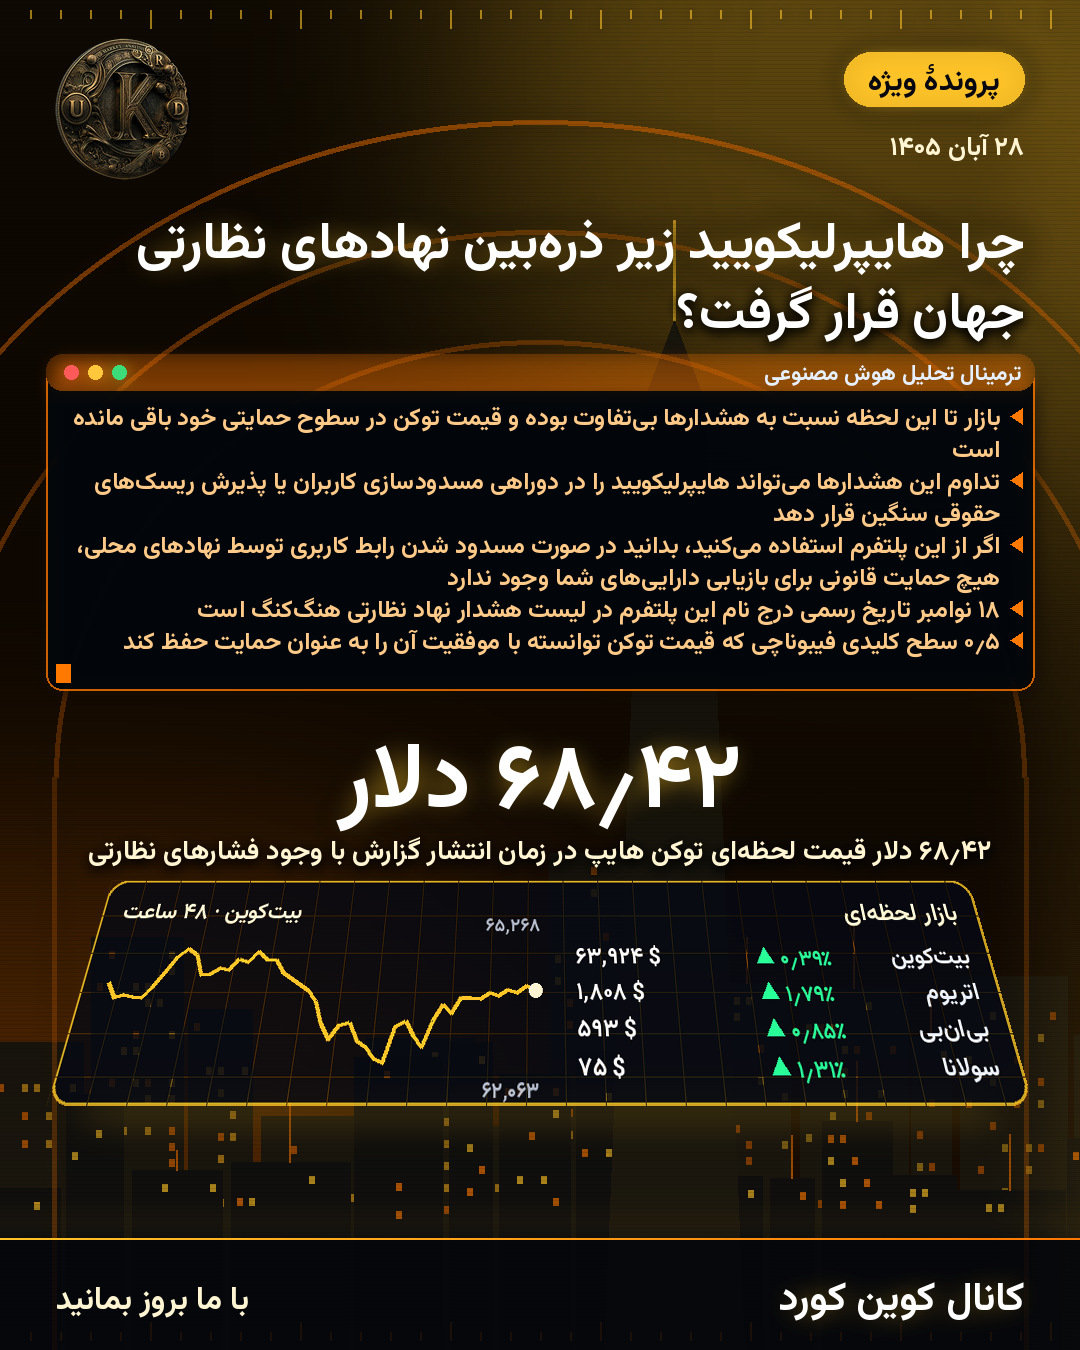 پروندهٔ ویژه
۲۸ آبان ۱۴۰۵
K
U
R
D
چرا هایپرلیکویید زیر ذره‌بین نهادهای نظارتی
جهان قرار گرفت؟
ترمینال تحلیل هوش مصنوعی
بازار تا این لحظه نسبت به هشدارها بی‌تفاوت بوده و قیمت توکن در سطوح حمایتی خود باقی مانده
است
تداوم این هشدارها می‌تواند هایپرلیکویید را در دوراهی مسدودسازی کاربران یا پذیرش ریسک‌های
حقوقی سنگین قرار دهد
اگر از این پلتفرم استفاده می‌کنید، بدانید در صورت مسدود شدن رابط کاربری توسط نهادهای محلی،
هیچ حمایت قانونی برای بازیابی دارایی‌های شما وجود ندارد
۱۸ نوامبر تاریخ رسمی درج نام این پلتفرم در لیست هشدار نهاد نظارتی هنگ‌کنگ است
۰٫۵ سطح کلیدی فیبوناچی که قیمت توکن توانسته با موفقیت آن را به عنوان حمایت حفظ کند
۶۸٫۴۲ دلار
۶۸٫۴۲ دلار قیمت لحظه‌ای توکن هایپ در زمان انتشار گزارش با وجود فشارهای نظارتی
بازار لحظه‌ای
بیت‌کوین ▲ ۰٫۳۹٪ ۶۳,۹۲۴ $
اتریوم ▲ ۱٫۷۹٪ ۱,۸۰۸ $
بی‌ان‌بی ▲ ۰٫۸۵٪ ۵۹۳ $
سولانا ▲ ۱٫۳۱٪ ۷۵ $
بیت‌کوین · ۴۸ ساعت
۶۵,۲۶۸
۶۲,۰۶۳
کانال کوین کورد
با ما بروز بمانید